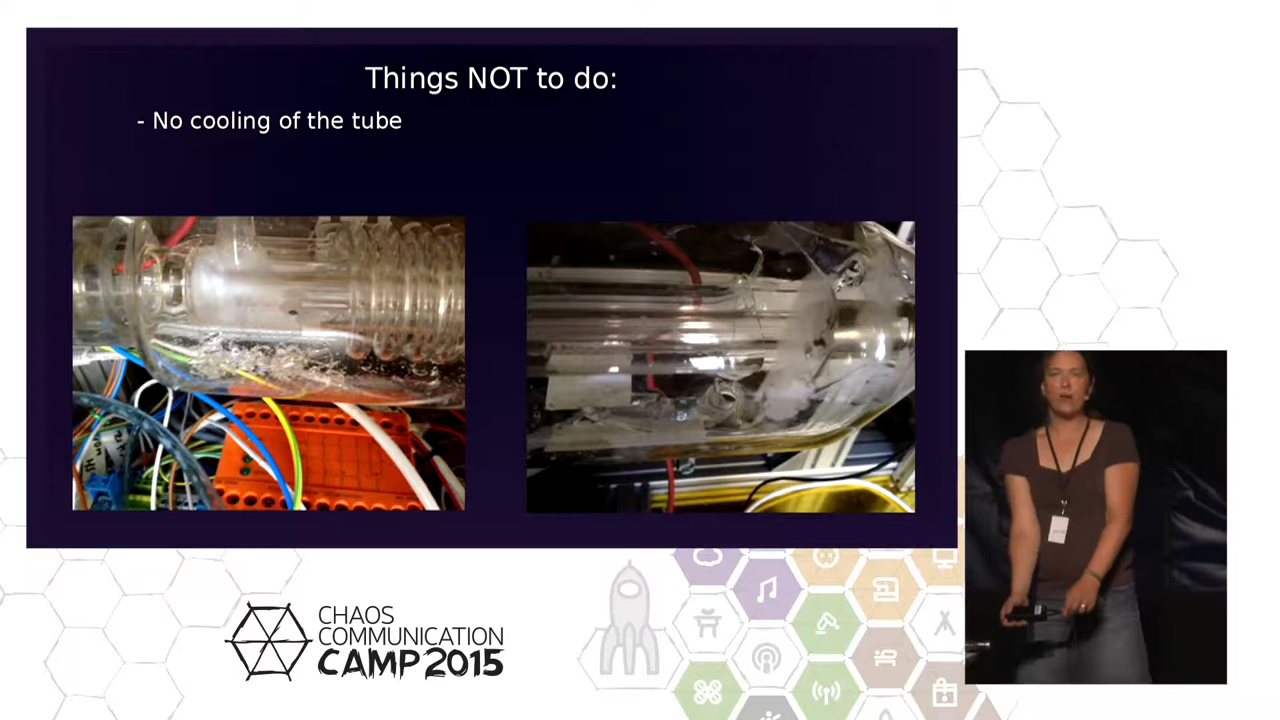 Things NOT to do:
- No cooling of the tube
CHAOS
COMMUNICATION
CAMP 2015